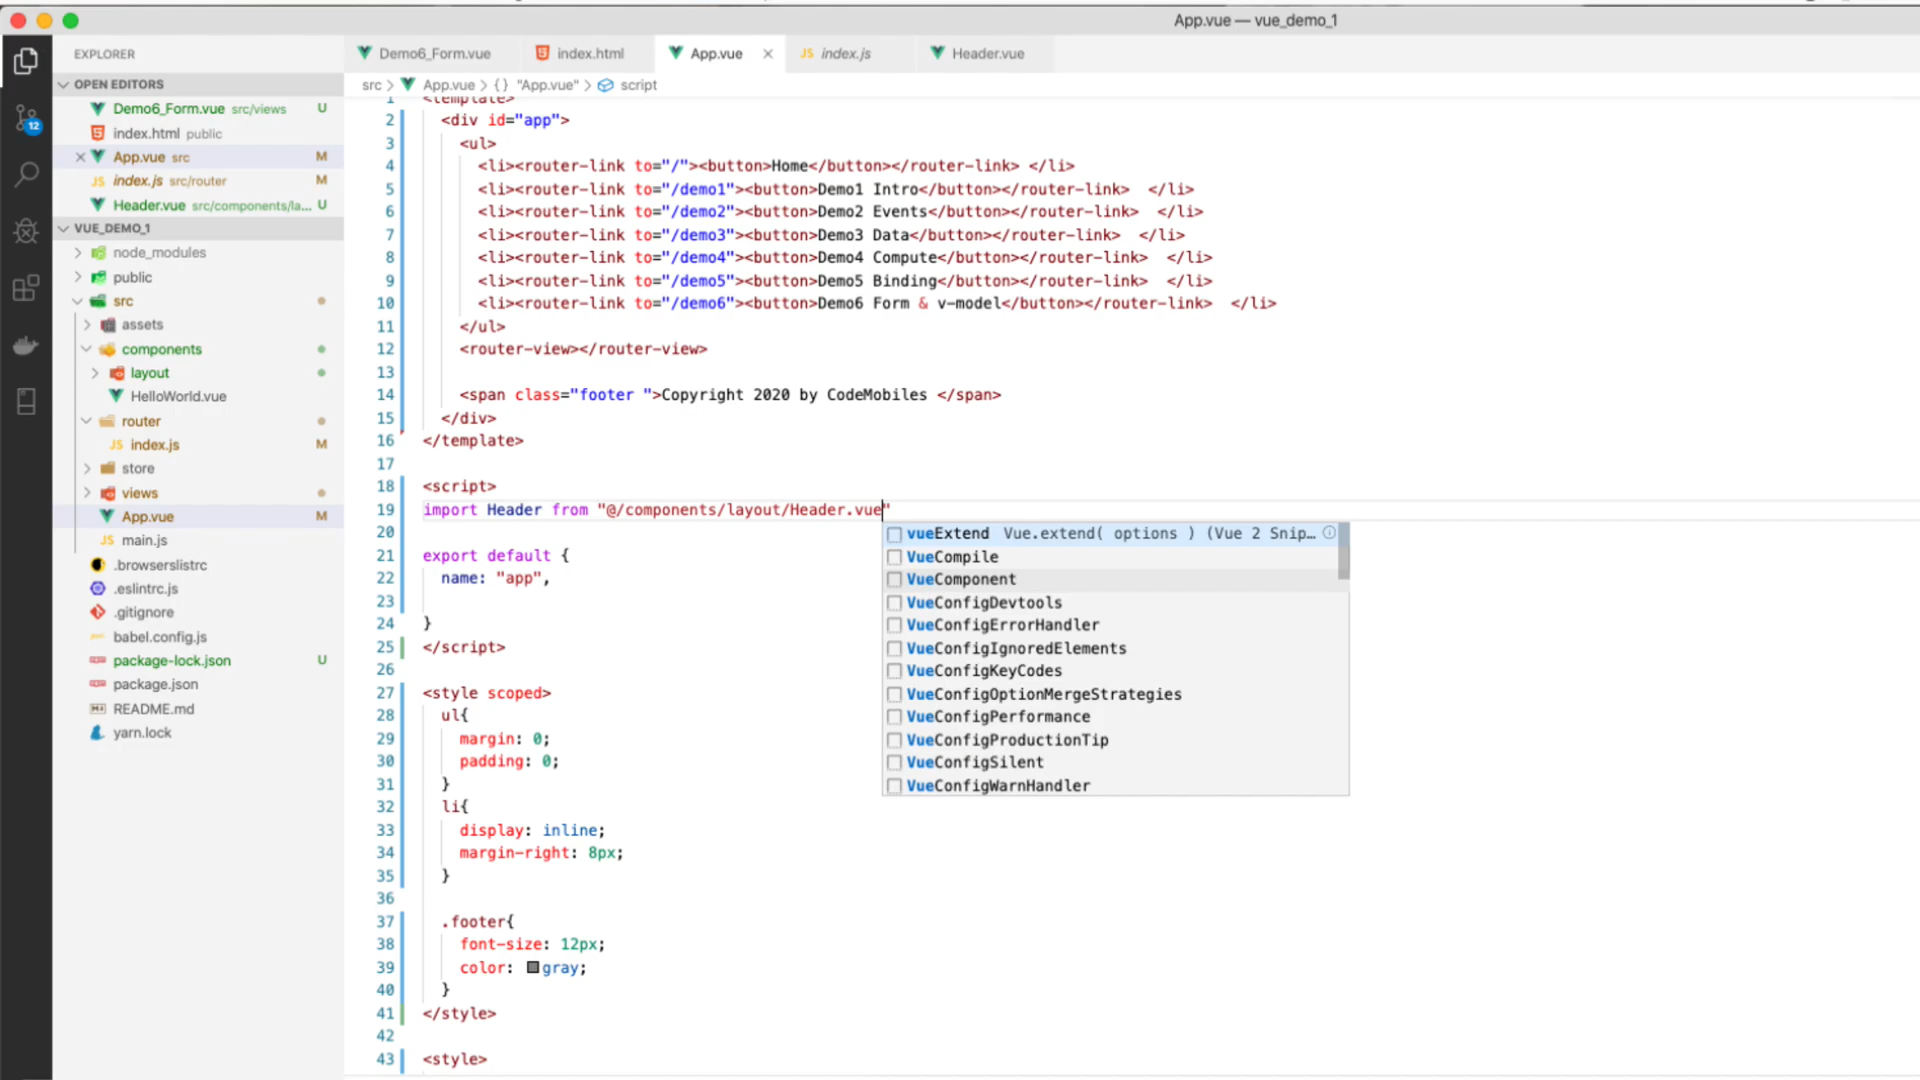 App.vue — vue_demo_1
EXPLORER
Demo6_Form.vue
index.html
App.vue
index.js
Header.vue
OPEN EDITORS
Demo6_Form.vue src/views U
index.html public
App.vue src M
index.js src/router M
Header.vue src/components/la... U
VUE_DEMO_1
node_modules
public
src
assets
components
layout
HelloWorld.vue
router
index.js M
store
views
App.vue M
main.js
.browserslistrc
.eslintrc.js
.gitignore
babel.config.js
package-lock.json U
package.json
README.md
yarn.lock
12
src > App.vue > {} "App.vue" > script
1 <template>
2 <div id="app">
3 <ul>
4 <li><router-link to="/"><button>Home</button></router-link> </li>
5 <li><router-link to="/demo1"><button>Demo1 Intro</button></router-link> </li>
6 <li><router-link to="/demo2"><button>Demo2 Events</button></router-link> </li>
7 <li><router-link to="/demo3"><button>Demo3 Data</button></router-link> </li>
8 <li><router-link to="/demo4"><button>Demo4 Compute</button></router-link> </li>
9 <li><router-link to="/demo5"><button>Demo5 Binding</button></router-link> </li>
10 <li><router-link to="/demo6"><button>Demo6 Form & v-model</button></router-link> </li>
11 </ul>
12 <router-view></router-view>
13
14 <span class="footer ">Copyright 2020 by CodeMobiles </span>
15 </div>
16 </template>
17
18 <script>
19 import Header from "@/components/layout/Header.vue"
20
21 export default {
22 name: "app",
23
24 }
25 </script>
26
27 <style scoped>
28 ul{
29 margin: 0;
30 padding: 0;
31 }
32 li{
33 display: inline;
34 margin-right: 8px;
35 }
36
37 .footer{
38 font-size: 12px;
39 color: gray;
40 }
41 </style>
42
43 <style>
vueExtend Vue.extend( options ) (Vue 2 Snip…
VueCompile
VueComponent
VueConfigDevtools
VueConfigErrorHandler
VueConfigIgnoredElements
VueConfigKeyCodes
VueConfigOptionMergeStrategies
VueConfigPerformance
VueConfigProductionTip
VueConfigSilent
VueConfigWarnHandler